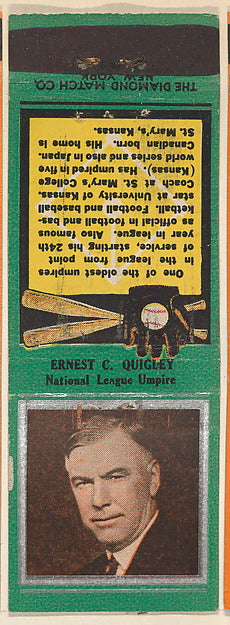 ERNEST C. QUIGLEY
National League Umpire
One of the oldest umpires
in the league from point
of service, starting his 24th
year in league. Also famous
as official in football and bas-
ketball. Football and baseball
star at University of Kansas.
Coach at St. Mary's College
(Kansas). Has umpired in five
world series and also in Japan.
Canadian born. His home is
St. Mary's, Kansas.
THE DIAMOND MATCH CO.
NEW YORK